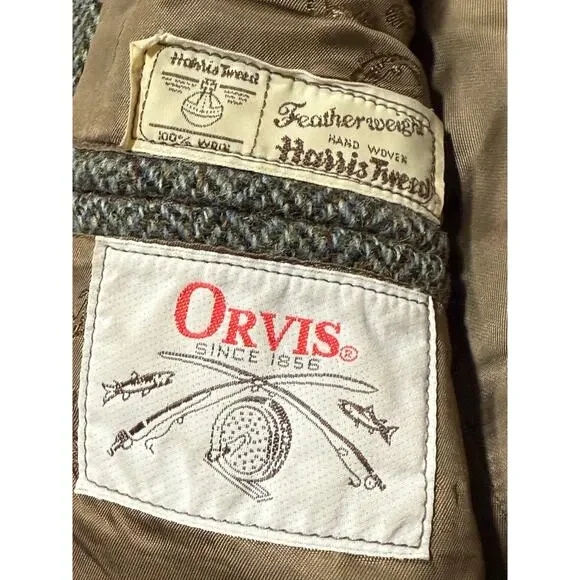 Harris Tweed
100% WOOL
Featherweight
HAND WOVEN
Harris Tweed
ORVIS®
SINCE 1856